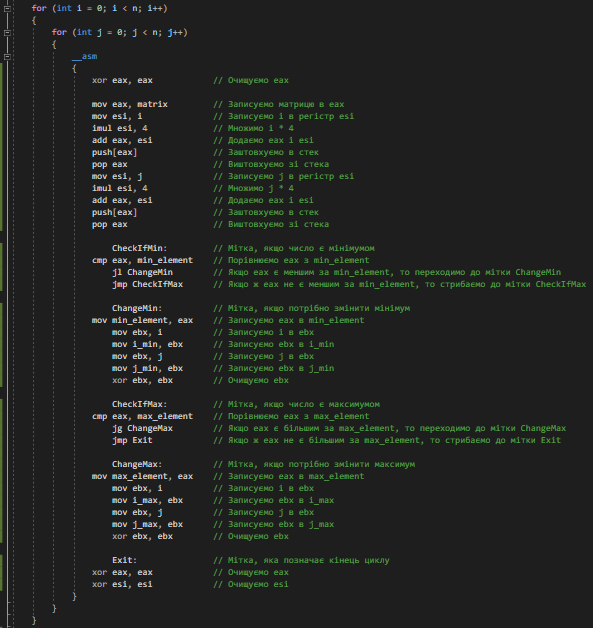 for (int i = 0; i < n; i++)
{
for (int j = 0; j < n; j++)
{
__asm
{
xor eax, eax // Очищуємо eax
mov eax, matrix // Записуємо матрицю в eax
mov esi, i // Записуємо i в регістр esi
imul esi, 4 // Множимо i * 4
add eax, esi // Додаємо eax і esi
push[eax] // Заштовхуємо в стек
pop eax // Виштовхуємо зі стека
mov esi, j // Записуємо j в регістр esi
imul esi, 4 // Множимо j * 4
add eax, esi // Додаємо eax і esi
push[eax] // Заштовхуємо в стек
pop eax // Виштовхуємо зі стека
CheckIfMin: // Мітка, якщо число є мінімумом
cmp eax, min_element // Порівнюємо eax з min_element
jl ChangeMin // Якщо eax є меншим за min_element, то переходимо до мітки ChangeMin
jmp CheckIfMax // Якщо ж eax не є меншим за min_element, то стрибаємо до мітки CheckIfMax
ChangeMin: // Мітка, якщо потрібно змінити мінімум
mov min_element, eax // Записуємо eax в min_element
mov ebx, i // Записуємо i в ebx
mov i_min, ebx // Записуємо ebx в i_min
mov ebx, j // Записуємо j в ebx
mov j_min, ebx // Записуємо ebx в j_min
xor ebx, ebx // Очищуємо ebx
CheckIfMax: // Мітка, якщо число є максимумом
cmp eax, max_element // Порівнюємо eax з max_element
jg ChangeMax // Якщо eax є більшим за max_element, то переходимо до мітки ChangeMax
jmp Exit // Якщо ж eax не є більшим за max_element, то стрибаємо до мітки Exit
ChangeMax: // Мітка, якщо потрібно змінити максимум
mov max_element, eax // Записуємо eax в max_element
mov ebx, i // Записуємо i в ebx
mov i_max, ebx // Записуємо ebx в i_max
mov ebx, j // Записуємо j в ebx
mov j_max, ebx // Записуємо ebx в j_max
xor ebx, ebx // Очищуємо ebx
Exit: // Мітка, яка позначає кінець циклу
xor eax, eax // Очищуємо eax
xor esi, esi // Очищуємо esi
}
}
}